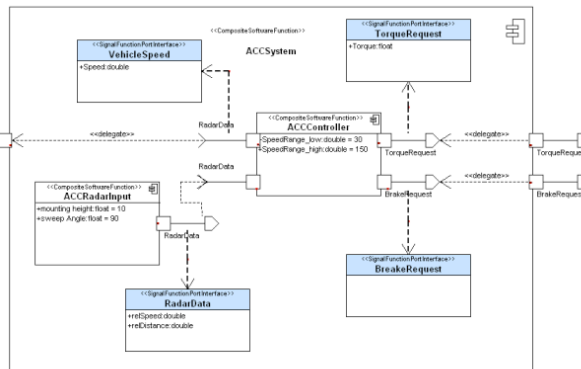 <<SignalFunctionPortInterface>>
VehicleSpeed
+Speed:double
<<CompositeSoftwareFunction>>
ACCSystem
<<SignalFunctionPortInterface>>
TorqueRequest
+Torque:float
<<delegate>>
RadarData
<<CompositeSoftwareFunction>>
ACCController
+SpeedRange_low:double = 30
+SpeedRange_high:double = 150
TorqueRequest
<<delegate>>
TorqueReques
RadarData
<<delegate>>
BrakeRequest
BrakeReques
<<CompositeSoftwareFunction>>
ACCRadarInput
+mounting height:float = 10
+sweep Angle:float = 90
RadarData
<<SignalFunctionPortInterface>>
BreakeRequest
<<SignalFunctionPortInterface>>
RadarData
+relSpeed:double
+relDistance:double